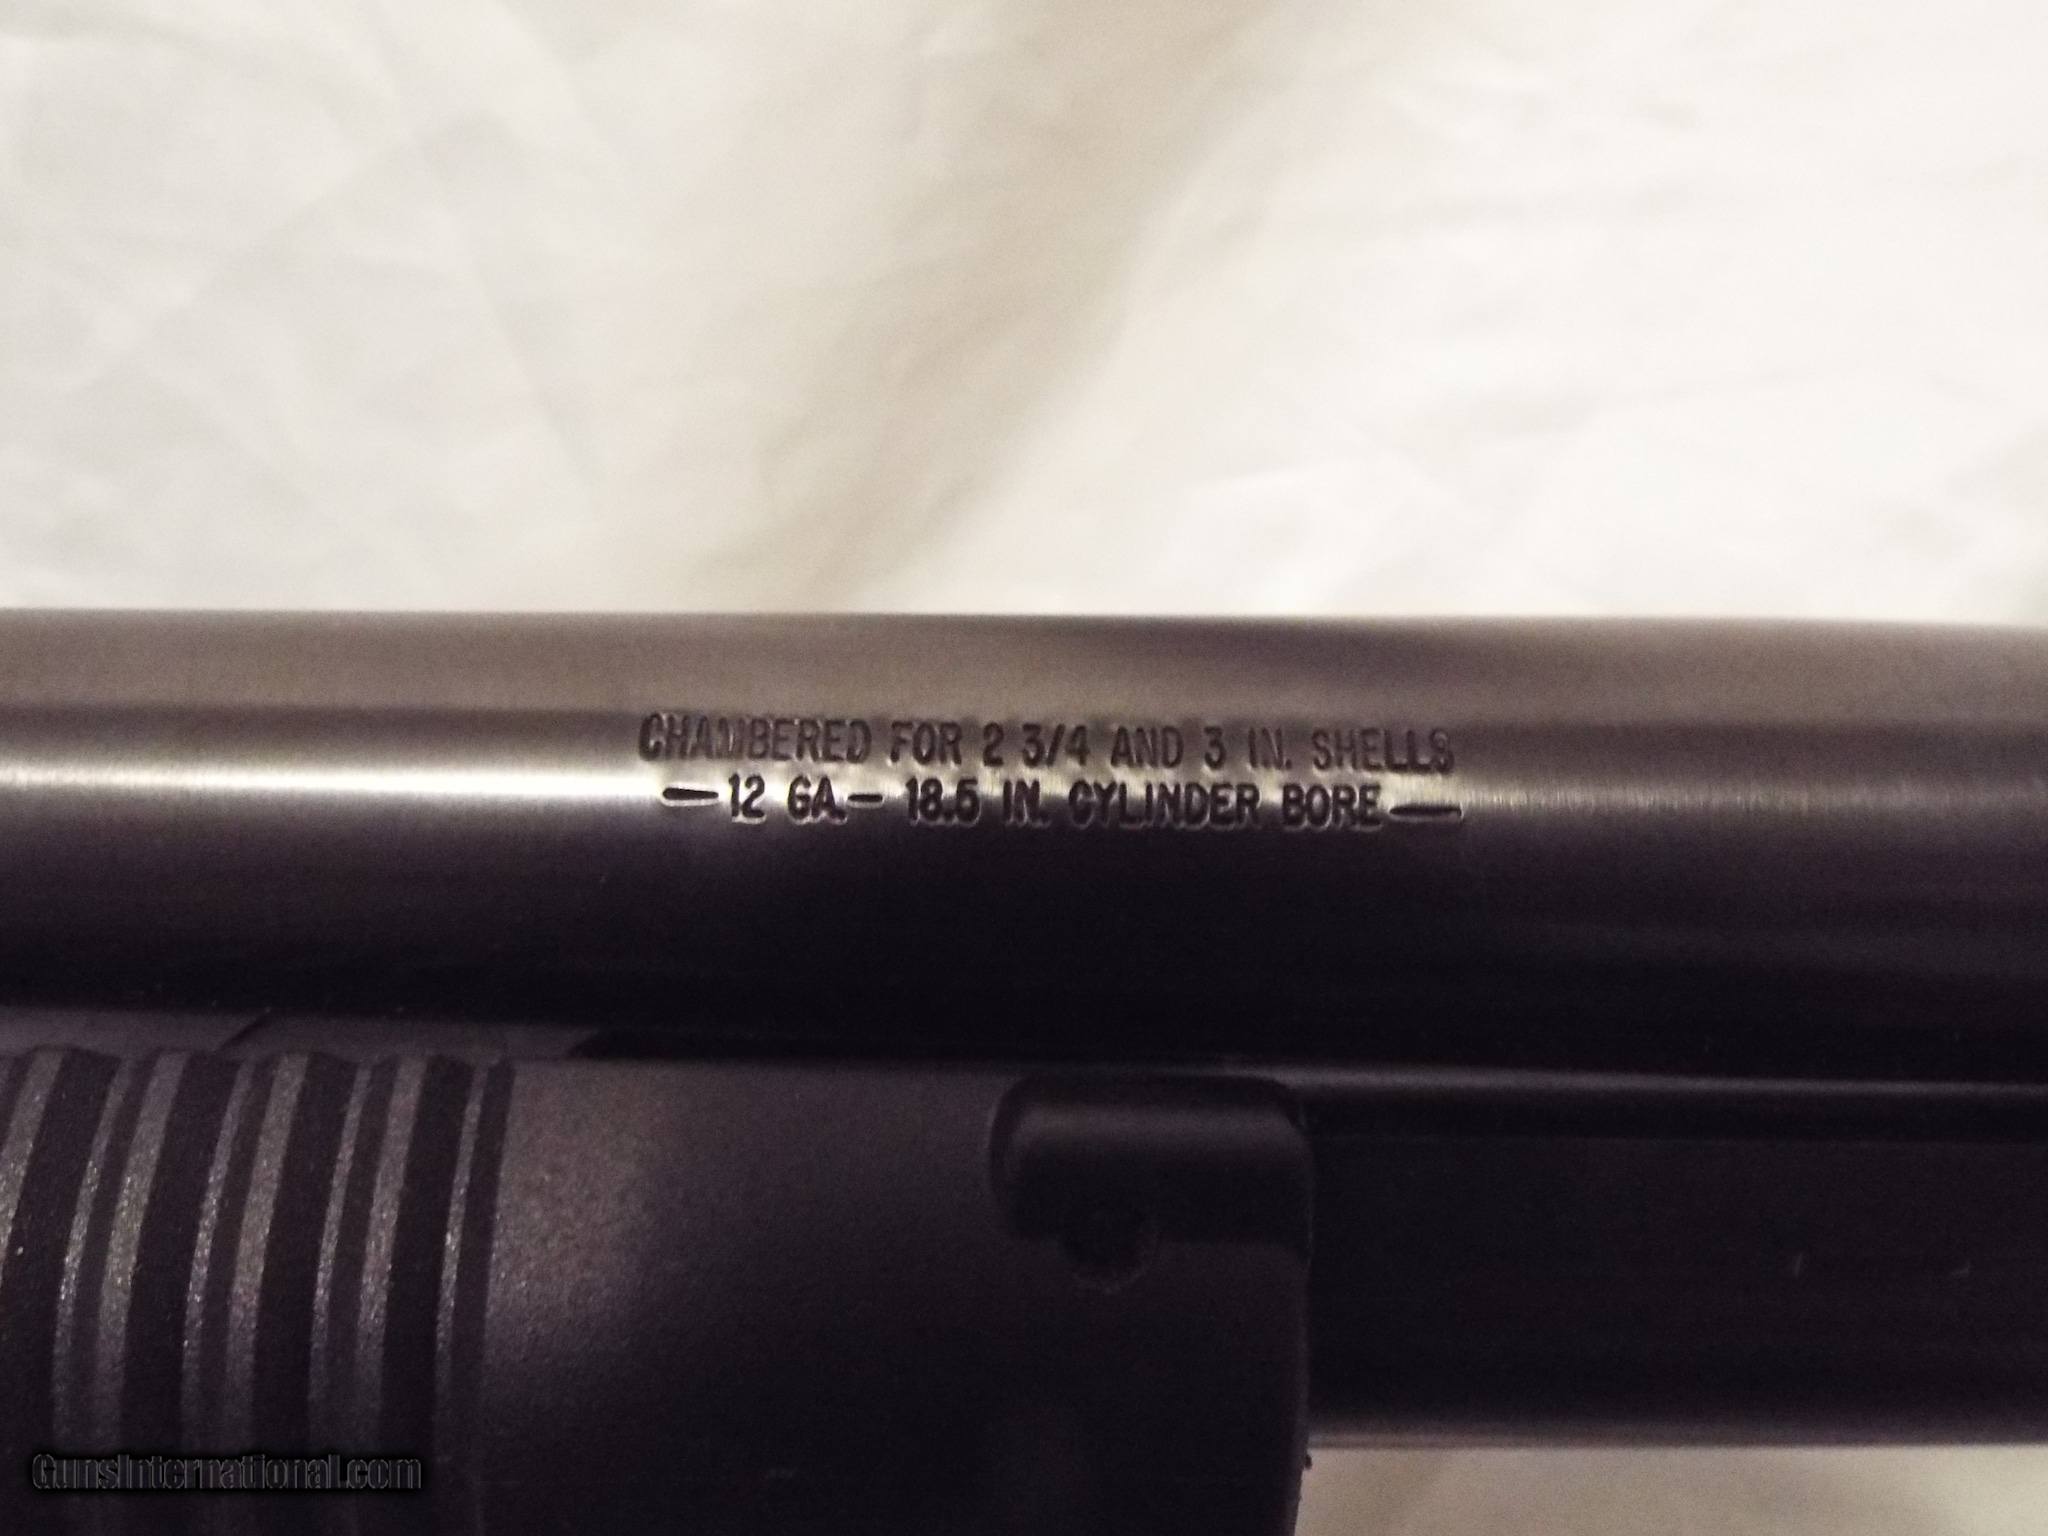 CHAMBERED FOR 2 3/4 AND 3 IN. SHELLS
—12 GA.— 18.5 IN. CYLINDER BORE—
GunsInternational.com